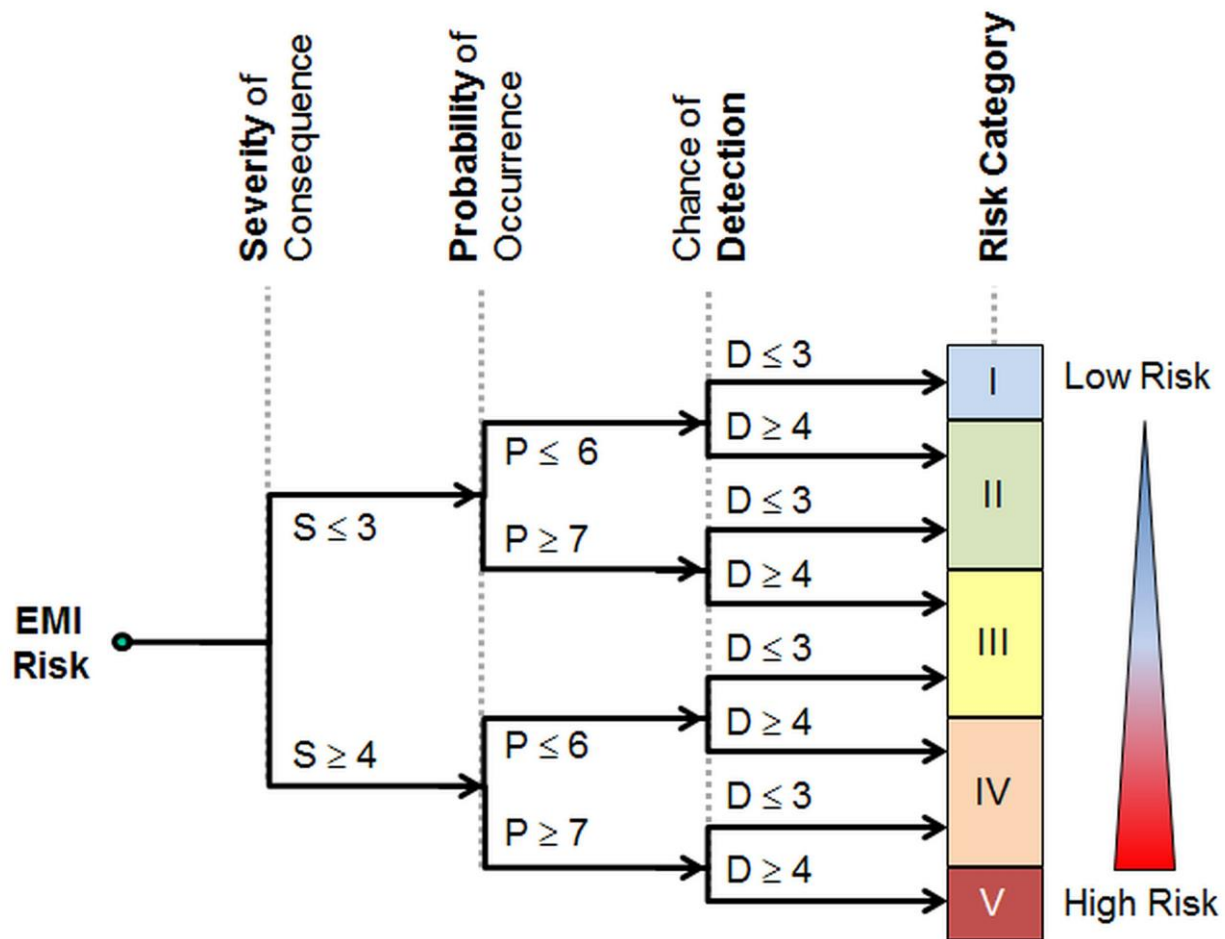 Severity of
Consequence
Probability of
Occurrence
Chance of
Detection
Risk Category
EMI
Risk
S ≤ 3
S ≥ 4
P ≤ 6
P ≥ 7
P ≤ 6
P ≥ 7
D ≤ 3
D ≥ 4
D ≤ 3
D ≥ 4
D ≤ 3
D ≥ 4
D ≤ 3
D ≥ 4
I
II
III
IV
V
Low Risk
High Risk